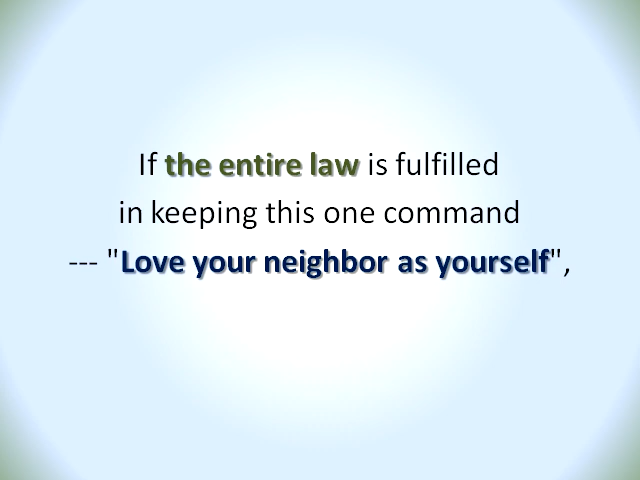 If the entire law is fulfilled
in keeping this one command
--- "Love your neighbor as yourself",